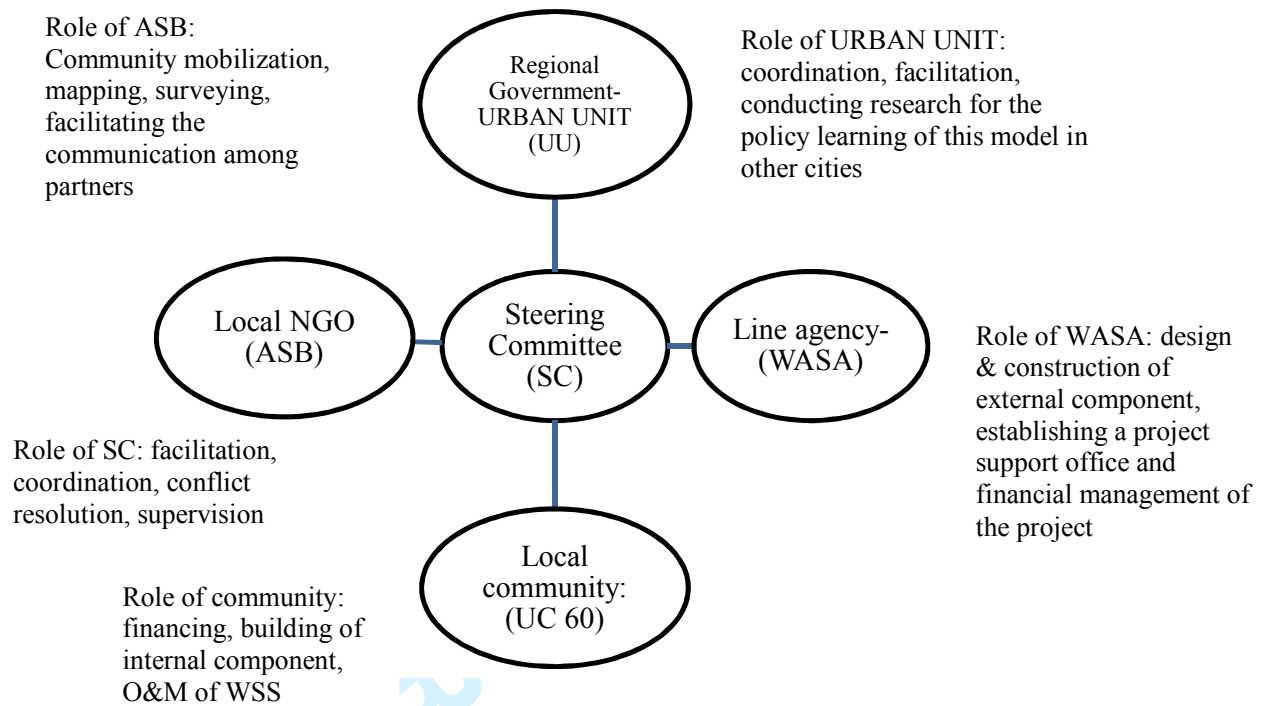 Role of ASB:
Community mobilization,
mapping, surveying,
facilitating the
communication among
partners
Regional
Government-
URBAN UNIT
(UU)
Role of URBAN UNIT:
coordination, facilitation,
conducting research for the
policy learning of this model in
other cities
Local NGO
(ASB)
Steering
Committee
(SC)
Line agency-
(WASA)
Role of WASA: design
& construction of
external component,
establishing a project
support office and
financial management of
the project
Role of SC: facilitation,
coordination, conflict
resolution, supervision
Local
community:
(UC 60)
Role of community:
financing, building of
internal component,
O&M of WSS